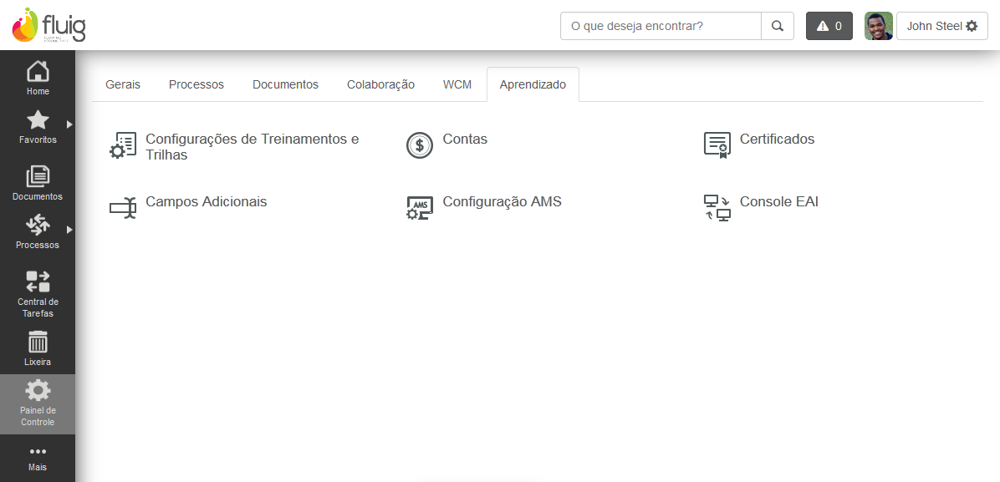 fluig
O que deseja encontrar?
0
John Steel
Home
Favoritos
Documentos
Processos
Central de
Tarefas
Lixeira
Painel de
Controle
Mais
Gerais
Processos
Documentos
Colaboração
WCM
Aprendizado
Configurações de Treinamentos e
Trilhas
$
Contas
Certificados
Campos Adicionais
AMS
Configuração AMS
Console EAI